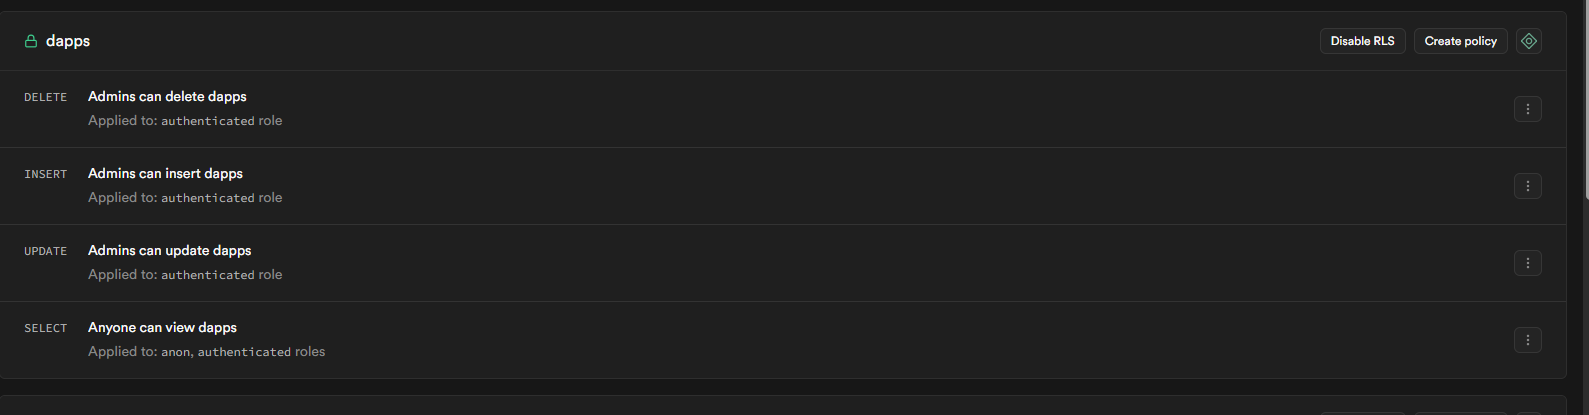 dapps
Disable RLS
Create policy
DELETE
Admins can delete dapps
Applied to: authenticated role
INSERT
Admins can insert dapps
Applied to: authenticated role
UPDATE
Admins can update dapps
Applied to: authenticated role
SELECT
Anyone can view dapps
Applied to: anon, authenticated roles